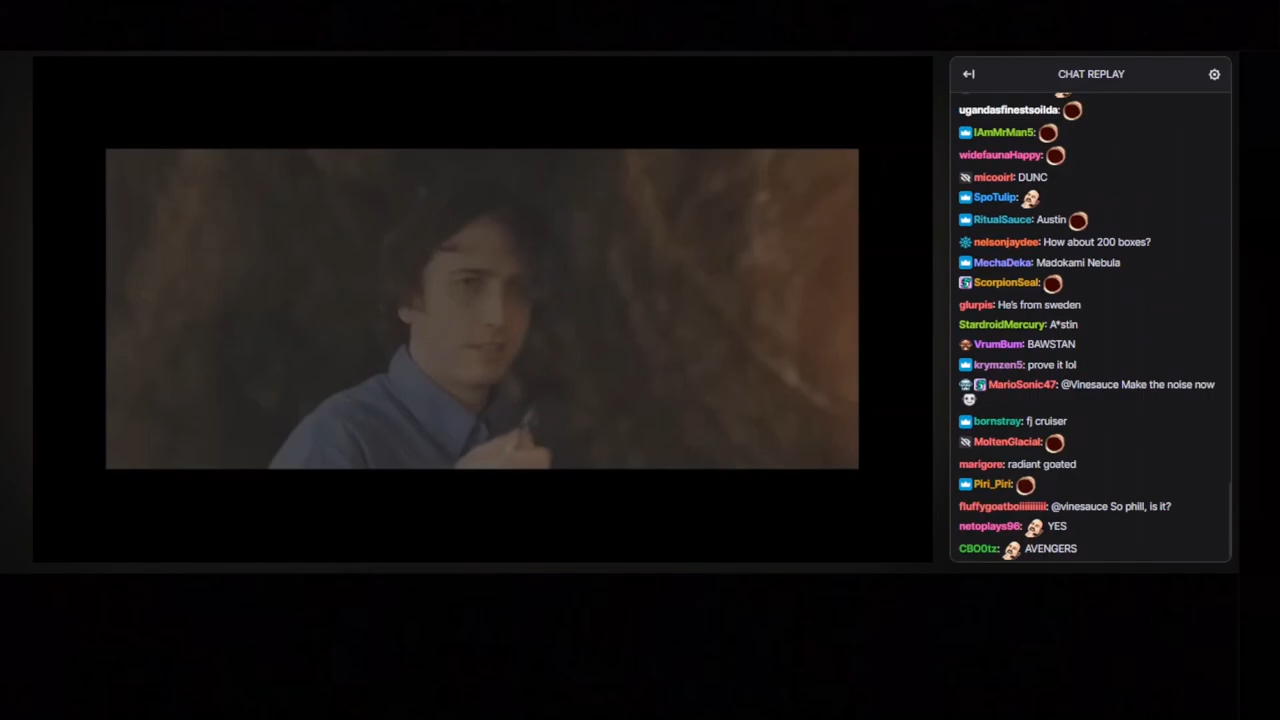 CHAT REPLAY
ugandasfinestsoilda:
IAmMrMan5:
widefaunaHappy:
micooirl: DUNC
SpoTulip:
RitualSauce: Austin
nelsonjaydee: How about 200 boxes?
MechaDeka: Madokami Nebula
ScorpionSeal:
glurpis: He's from sweden
StardroidMercury: A*stin
VrumBum: BAWSTAN
krymzen5: prove it lol
MarioSonic47: @Vinesauce Make the noise now
bornstray: fj cruiser
MoltenGlacial:
marigore: radiant goated
Piri_Piri:
fluffygoatboiiiiiiiiii: @vinesauce So phill, is it?
netoplays96: YES
CBO0tz: AVENGERS